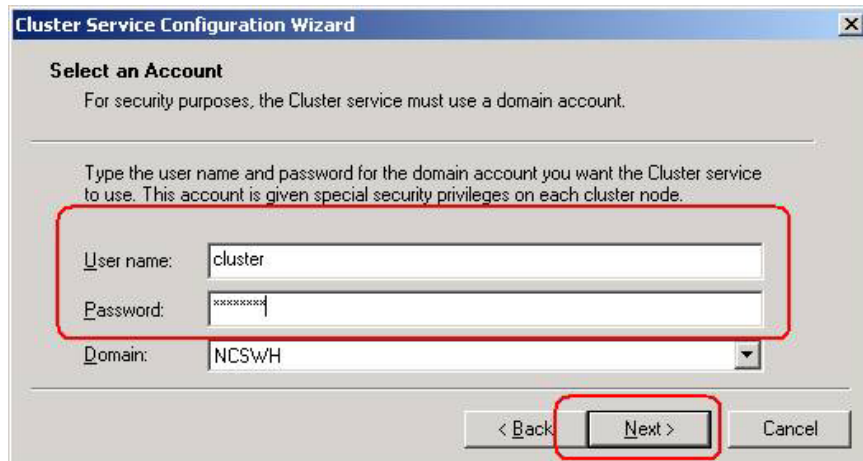 Cluster Service Configuration Wizard
Select an Account
For security purposes, the Cluster service must use a domain account.
Type the user name and password for the domain account you want the Cluster service
to use. This account is given special security privileges on each cluster node.
User name: cluster
Password: ********
Domain: NCSWH
< Back Next > Cancel